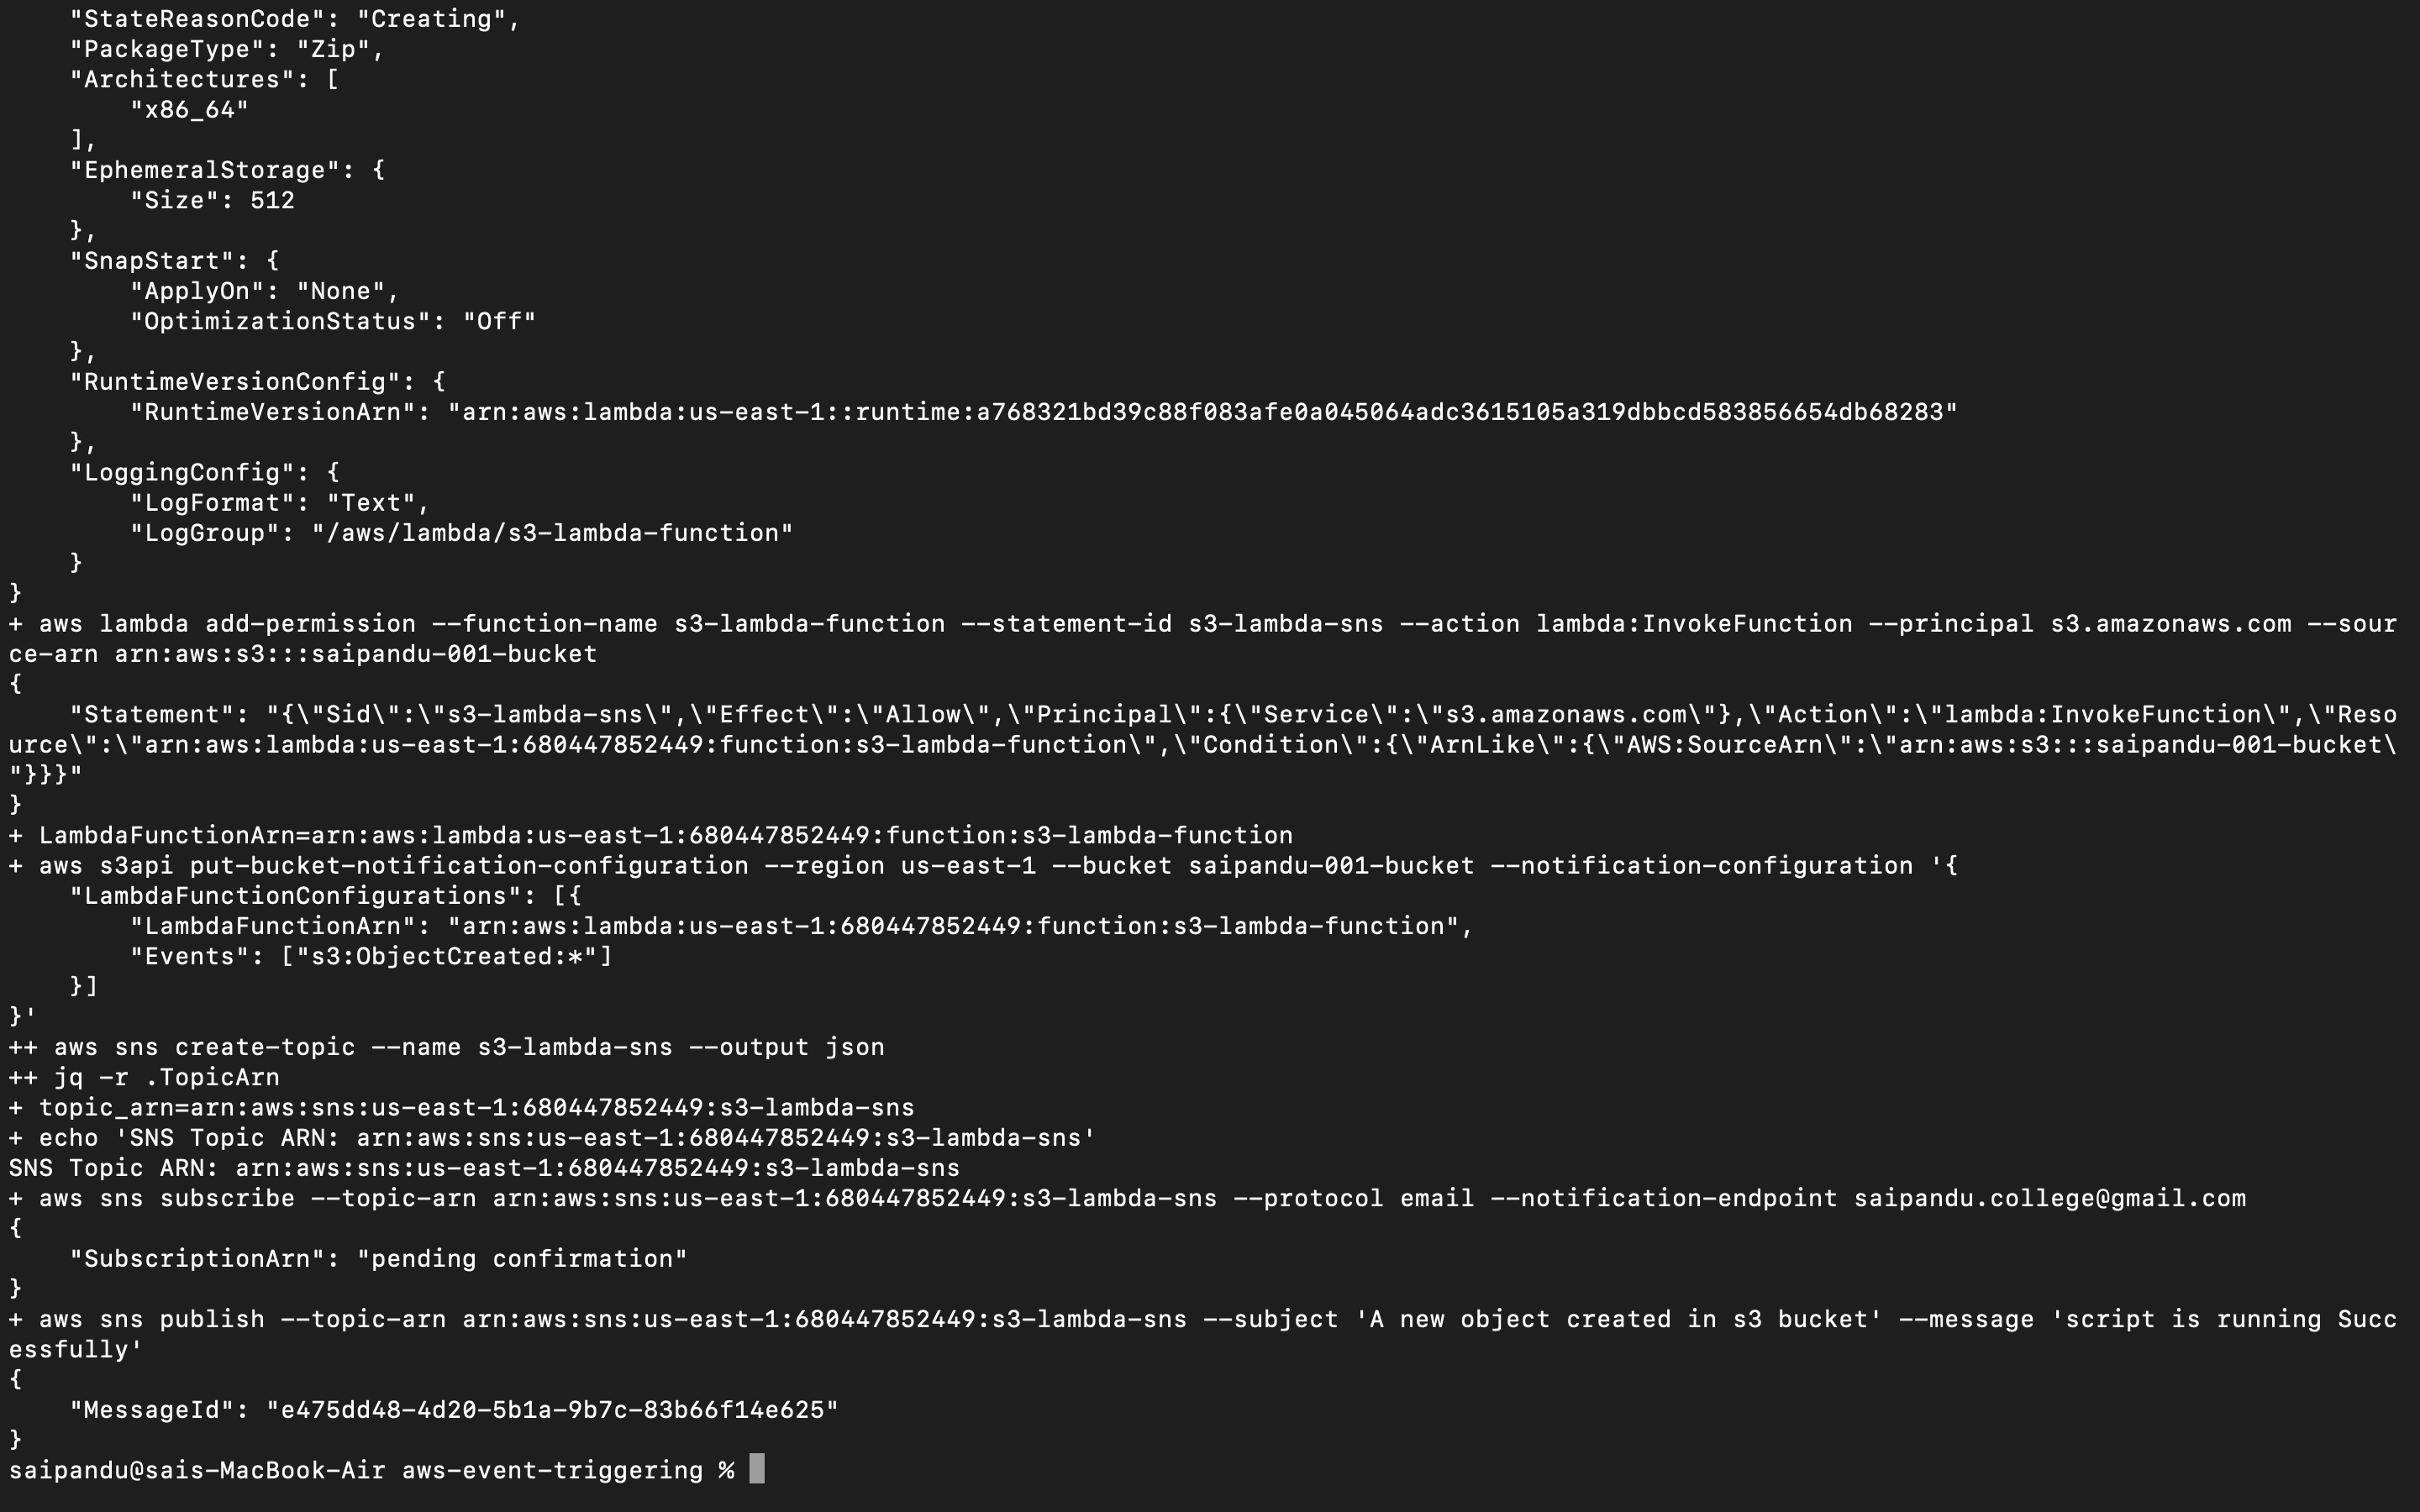 "StateReasonCode": "Creating",
    "PackageType": "Zip",
    "Architectures": [
        "x86_64"
    ],
    "EphemeralStorage": {
        "Size": 512
    },
    "SnapStart": {
        "ApplyOn": "None",
        "OptimizationStatus": "Off"
    },
    "RuntimeVersionConfig": {
        "RuntimeVersionArn": "arn:aws:lambda:us-east-1::runtime:a768321bd39c88f083afe0a045064adc3615105a319dbbcd583856654db68283"
    },
    "LoggingConfig": {
        "LogFormat": "Text",
        "LogGroup": "/aws/lambda/s3-lambda-function"
    }
}
+ aws lambda add-permission --function-name s3-lambda-function --statement-id s3-lambda-sns --action lambda:InvokeFunction --principal s3.amazonaws.com --sour
ce-arn arn:aws:s3:::saipandu-001-bucket
{
    "Statement": "{\"Sid\":\"s3-lambda-sns\",\"Effect\":\"Allow\",\"Principal\":{\"Service\":\"s3.amazonaws.com\"},\"Action\":\"lambda:InvokeFunction\",\"Reso
urce\":\"arn:aws:lambda:us-east-1:680447852449:function:s3-lambda-function\",\"Condition\":{\"ArnLike\":{\"AWS:SourceArn\":\"arn:aws:s3:::saipandu-001-bucket\
"}}}"
}
+ LambdaFunctionArn=arn:aws:lambda:us-east-1:680447852449:function:s3-lambda-function
+ aws s3api put-bucket-notification-configuration --region us-east-1 --bucket saipandu-001-bucket --notification-configuration '{
    "LambdaFunctionConfigurations": [{
        "LambdaFunctionArn": "arn:aws:lambda:us-east-1:680447852449:function:s3-lambda-function",
        "Events": ["s3:ObjectCreated:*"]
    }]
}'
++ aws sns create-topic --name s3-lambda-sns --output json
++ jq -r .TopicArn
+ topic_arn=arn:aws:sns:us-east-1:680447852449:s3-lambda-sns
+ echo 'SNS Topic ARN: arn:aws:sns:us-east-1:680447852449:s3-lambda-sns'
SNS Topic ARN: arn:aws:sns:us-east-1:680447852449:s3-lambda-sns
+ aws sns subscribe --topic-arn arn:aws:sns:us-east-1:680447852449:s3-lambda-sns --protocol email --notification-endpoint saipandu.college@gmail.com
{
    "SubscriptionArn": "pending confirmation"
}
+ aws sns publish --topic-arn arn:aws:sns:us-east-1:680447852449:s3-lambda-sns --subject 'A new object created in s3 bucket' --message 'script is running Succ
essfully'
{
    "MessageId": "e475dd48-4d20-5b1a-9b7c-83b66f14e625"
}
saipandu@sais-MacBook-Air aws-event-triggering %